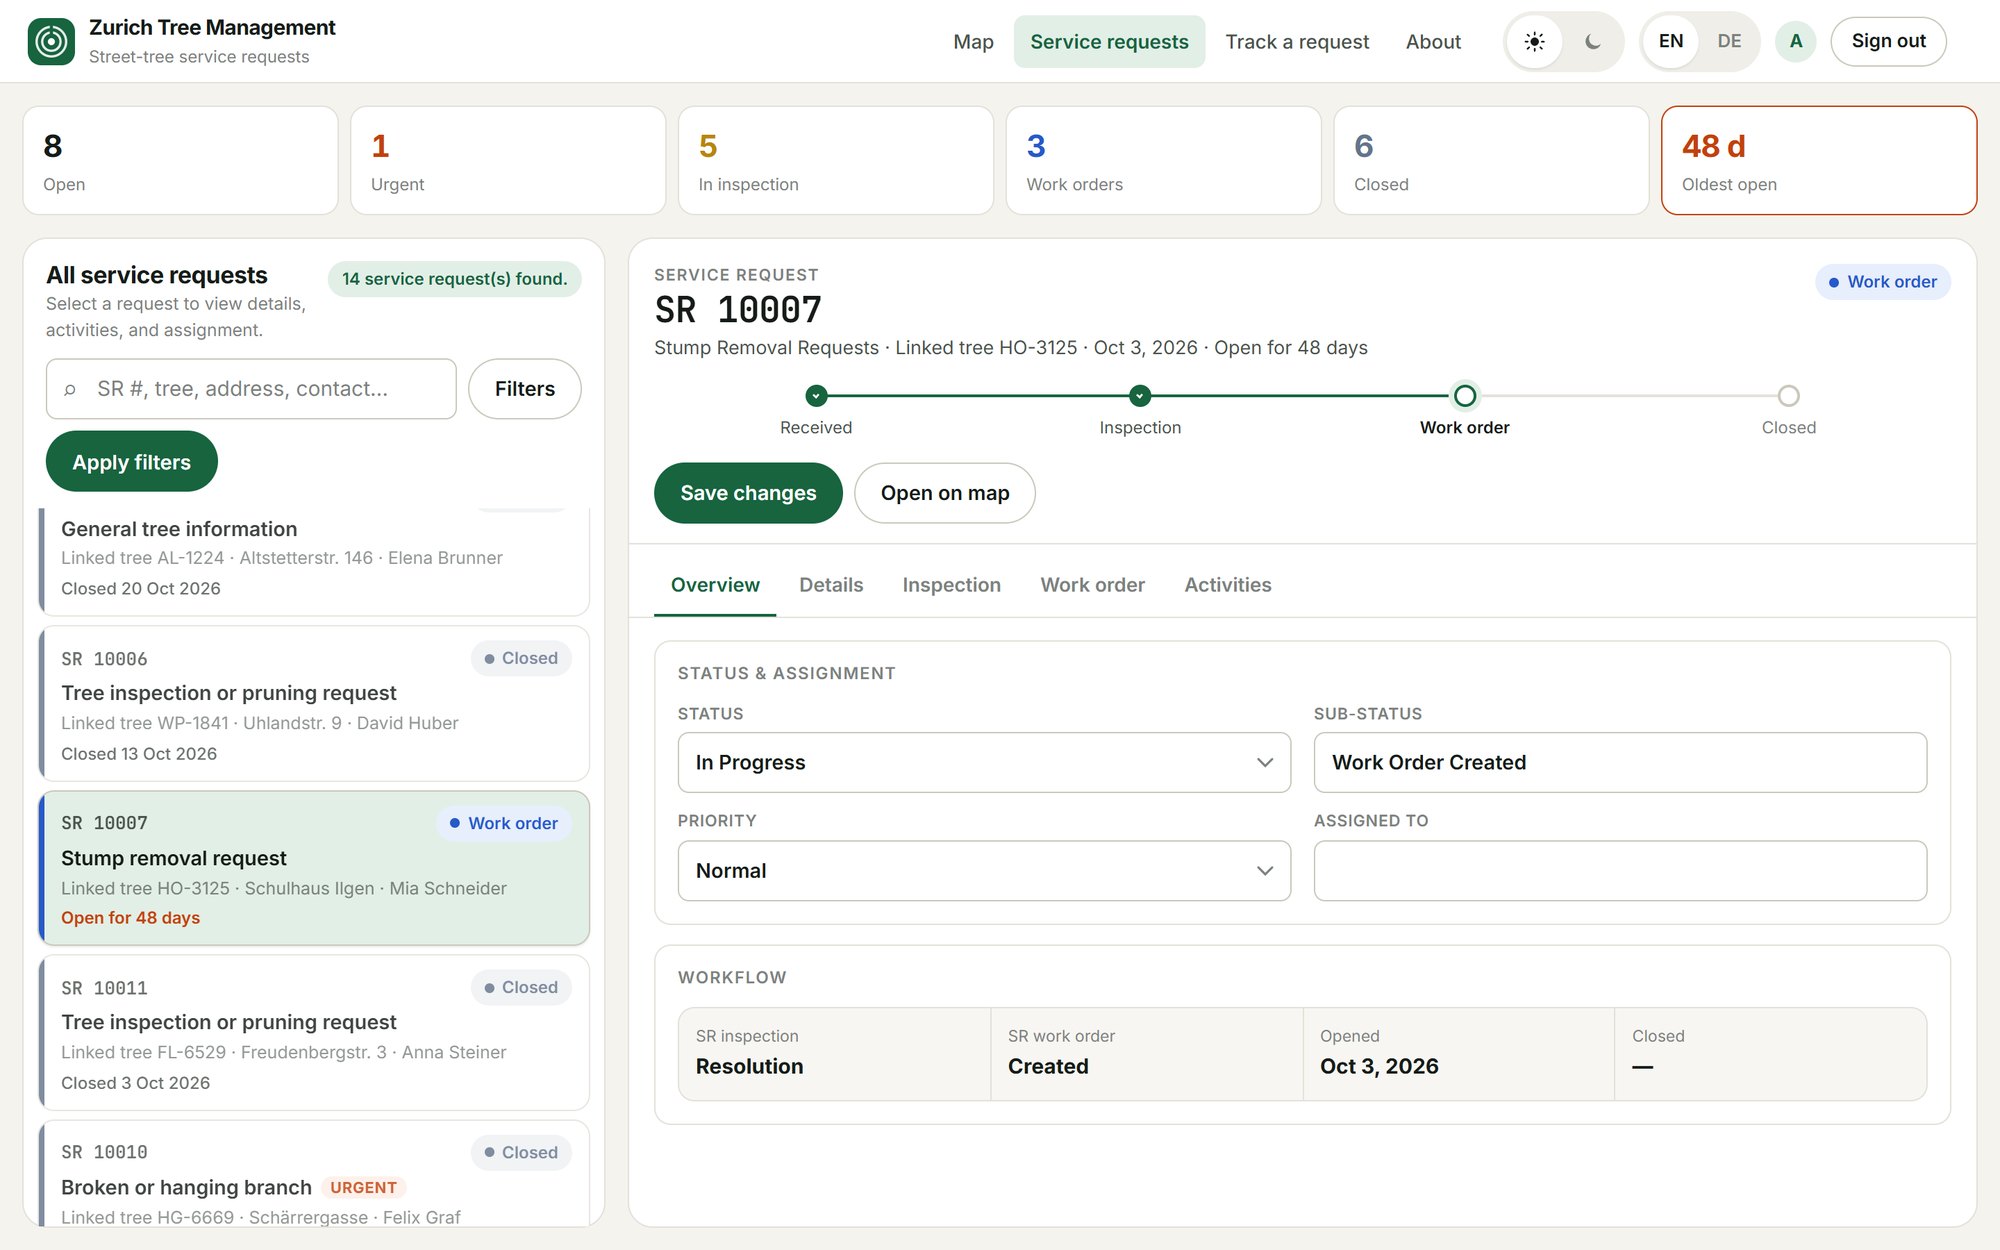 Zurich Tree Management
Street-tree service requests
Map
Service requests
Track a request
About
EN
DE
A
Sign out
8
Open
1
Urgent
5
In inspection
3
Work orders
6
Closed
48 d
Oldest open
All service requests
14 service request(s) found.
Select a request to view details,
activities, and assignment.
SR #, tree, address, contact...
Filters
Apply filters
General tree information
Linked tree AL-1224 · Altstetterstr. 146 · Elena Brunner
Closed 20 Oct 2026
SR 10006
Closed
Tree inspection or pruning request
Linked tree WP-1841 · Uhlandstr. 9 · David Huber
Closed 13 Oct 2026
SR 10007
Work order
Stump removal request
Linked tree HO-3125 · Schulhaus Ilgen · Mia Schneider
Open for 48 days
SR 10011
Closed
Tree inspection or pruning request
Linked tree FL-6529 · Freudenbergstr. 3 · Anna Steiner
Closed 3 Oct 2026
SR 10010
Closed
Broken or hanging branch
URGENT
Linked tree HG-6669 · Schärrergasse · Felix Graf
SERVICE REQUEST
SR 10007
Work order
Stump Removal Requests · Linked tree HO-3125 · Oct 3, 2026 · Open for 48 days
Received
Inspection
Work order
Closed
Save changes
Open on map
Overview
Details
Inspection
Work order
Activities
STATUS & ASSIGNMENT
STATUS
SUB-STATUS
In Progress
Work Order Created
PRIORITY
ASSIGNED TO
Normal
WORKFLOW
SR inspection
Resolution
SR work order
Created
Opened
Oct 3, 2026
Closed
—